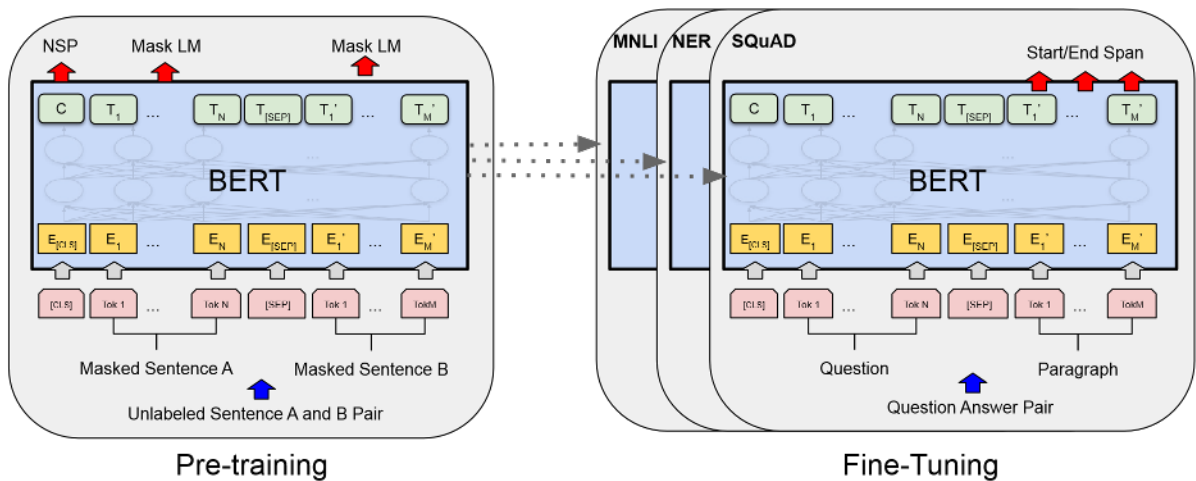 NSP Mask LM Mask LM
C T1 ... TN T[SEP] T1' ... TM'
...
BERT
...
E[CLS] E1 ... EN E[SEP] E1' ... EM'
[CLS] Tok 1 ... Tok N [SEP] Tok 1 ... TokM
Masked Sentence A Masked Sentence B
Unlabeled Sentence A and B Pair
Pre-training
MNLI NER SQuAD
Start/End Span
C T1 ... TN T[SEP] T1' ... TM'
...
BERT
...
E[CLS] E1 ... EN E[SEP] E1' ... EM'
[CLS] Tok 1 ... Tok N [SEP] Tok 1 ... TokM
Question Paragraph
Question Answer Pair
Fine-Tuning